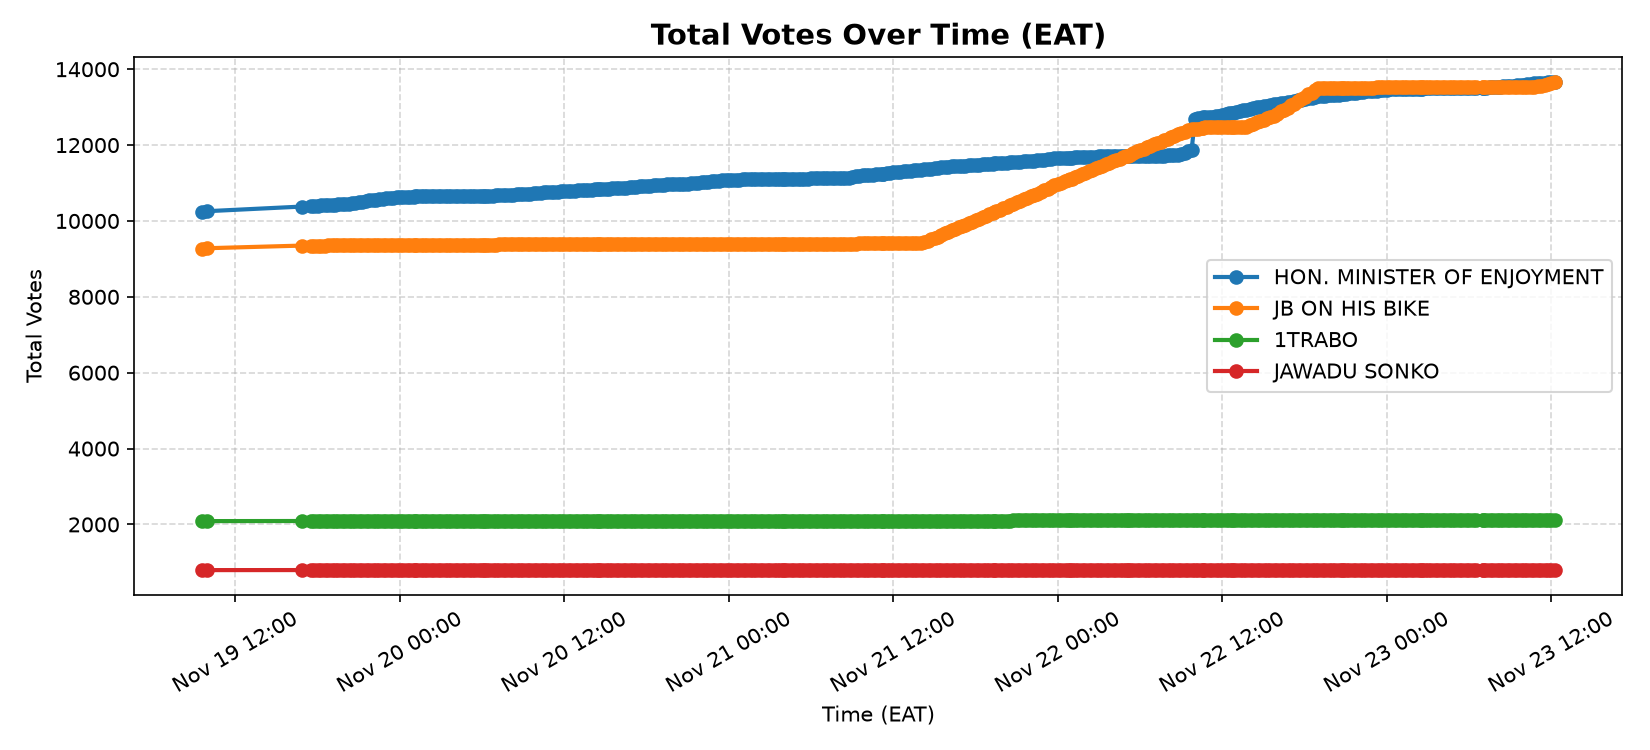 Total Votes Over Time (EAT)
14000
12000
10000
8000
6000
4000
2000
Total Votes
HON. MINISTER OF ENJOYMENT
JB ON HIS BIKE
1TRABO
JAWADU SONKO
Nov 19 12:00
Nov 20 00:00
Nov 20 12:00
Nov 21 00:00
Nov 21 12:00
Nov 22 00:00
Nov 22 12:00
Nov 23 00:00
Nov 23 12:00
Time (EAT)